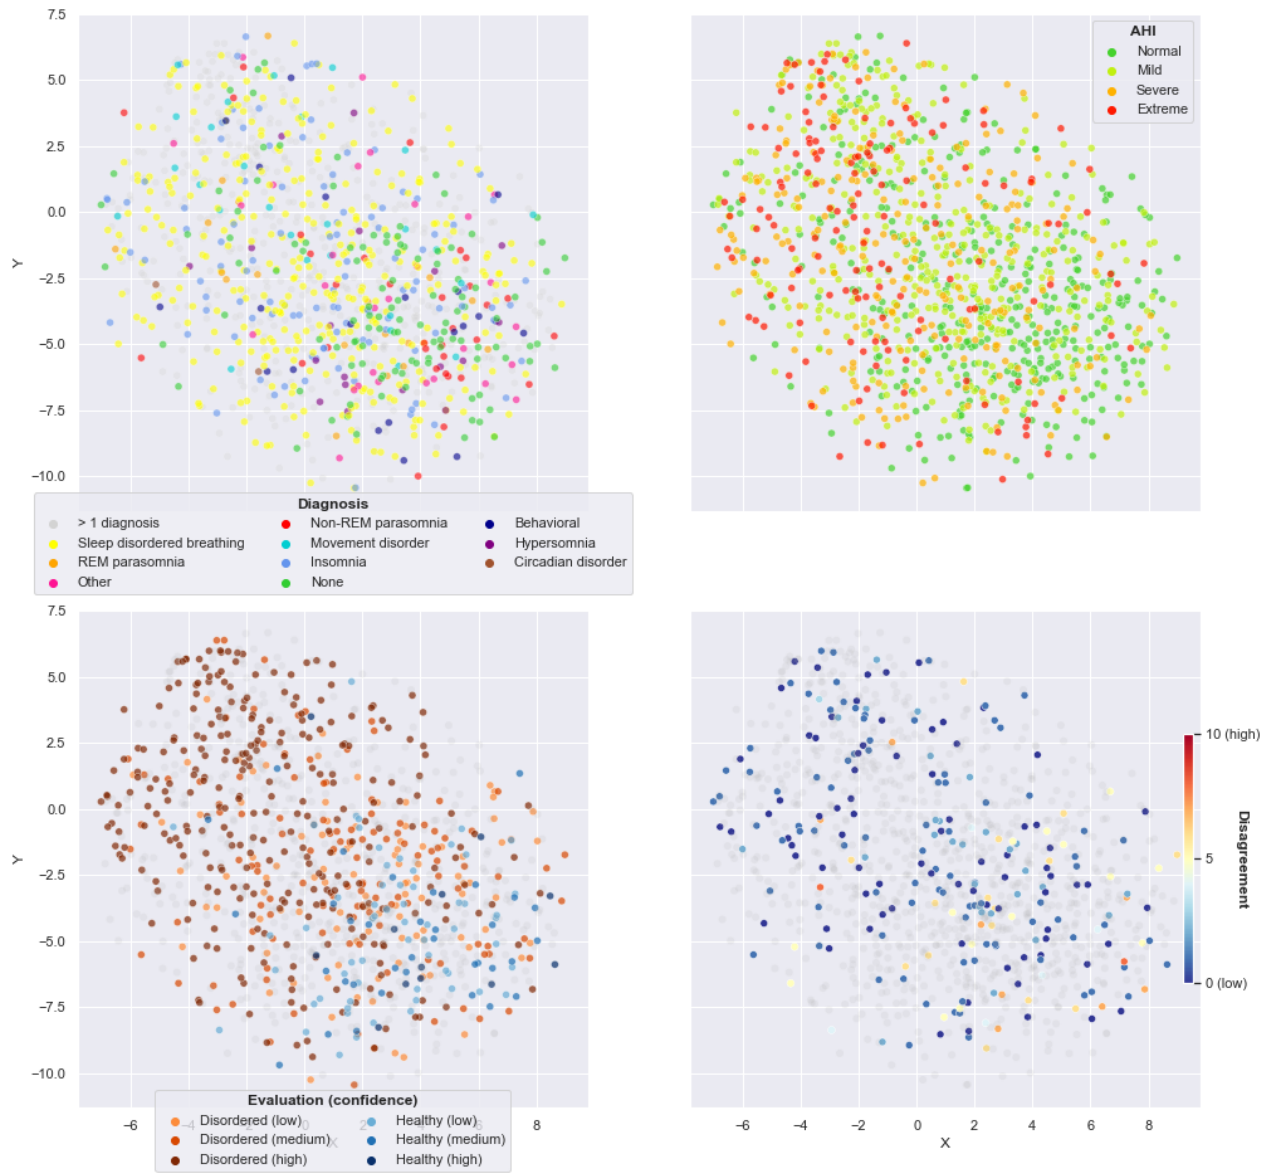 7.5
5.0
2.5
0.0
−2.5
−5.0
−7.5
−10.0
Y
AHI
Normal
Mild
Severe
Extreme
Diagnosis
> 1 diagnosis
Sleep disordered breathing
REM parasomnia
Other
Non-REM parasomnia
Movement disorder
Insomnia
None
Behavioral
Hypersomnia
Circadian disorder
7.5
5.0
2.5
0.0
−2.5
−5.0
−7.5
−10.0
Y
−6 −4 −2 0 2 4 6 8
X
Evaluation (confidence)
Disordered (low)
Disordered (medium)
Disordered (high)
Healthy (low)
Healthy (medium)
Healthy (high)
−6 −4 −2 0 2 4 6 8
X
10 (high)
5
0 (low)
Disagreement